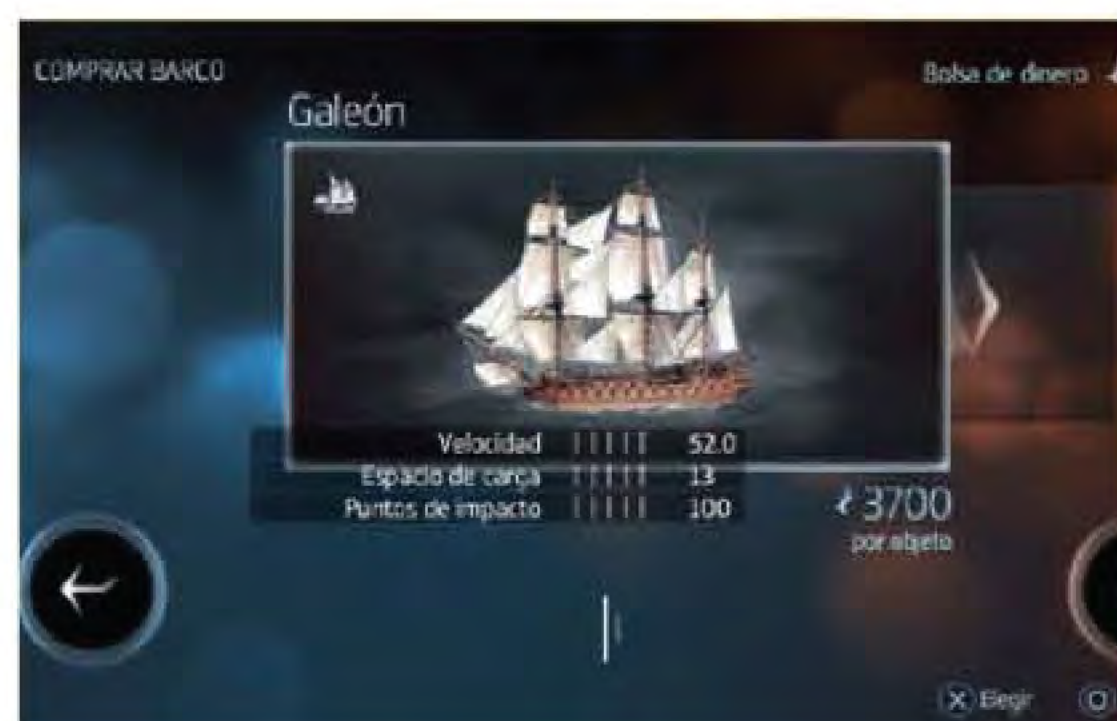 COMPRAR BARCO
Bolsa de dinero
Galeón
Velocidad 52.0
Espacio de carga 13
Puntos de impacto 100
3700
por objeto
X Elegir
O